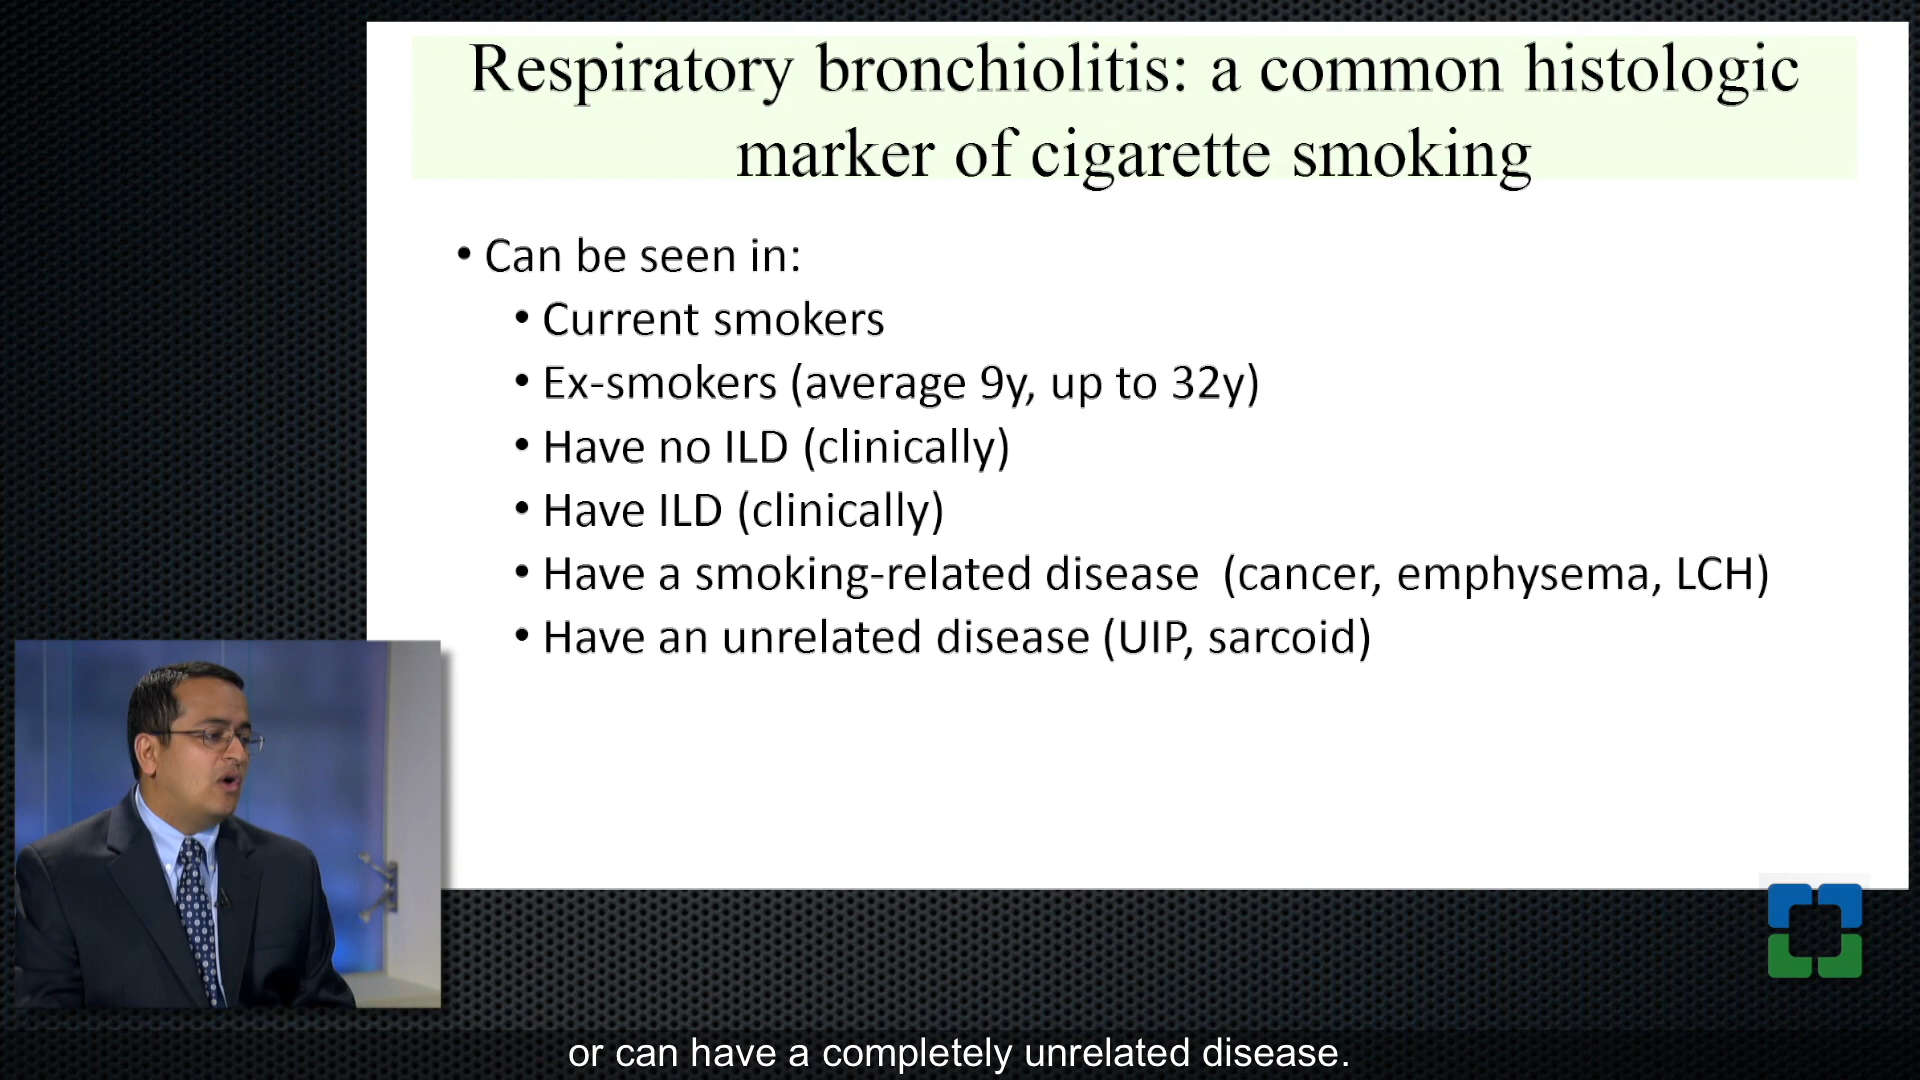 Respiratory bronchiolitis: a common histologic
marker of cigarette smoking
• Can be seen in:
• Current smokers
• Ex-smokers (average 9y, up to 32y)
• Have no ILD (clinically)
• Have ILD (clinically)
• Have a smoking-related disease (cancer, emphysema, LCH)
• Have an unrelated disease (UIP, sarcoid)
or can have a completely unrelated disease.